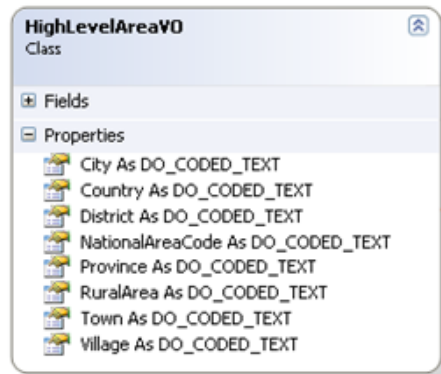 HighLevelAreaVO
Class
Fields
Properties
City As DO_CODED_TEXT
Country As DO_CODED_TEXT
District As DO_CODED_TEXT
NationalAreaCode As DO_CODED_TEXT
Province As DO_CODED_TEXT
RuralArea As DO_CODED_TEXT
Town As DO_CODED_TEXT
Village As DO_CODED_TEXT